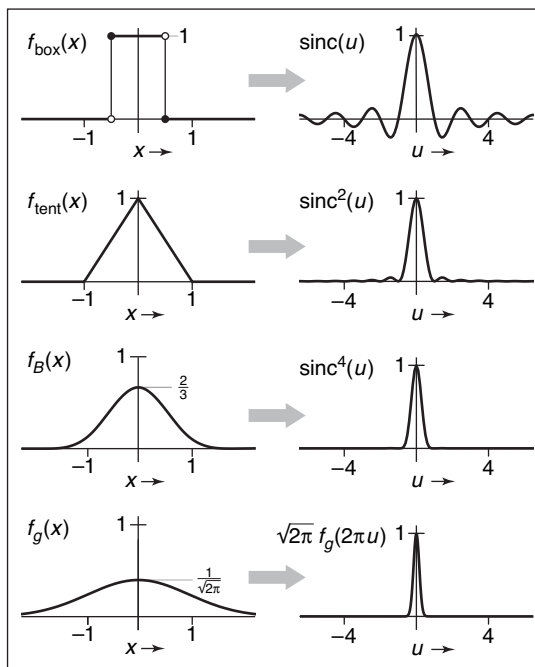 f_box(x)
1
−1
1
x →
sinc(u)
1
−4
4
u →
f_tent(x)
1
−1
1
x →
sinc²(u)
1
−4
4
u →
f_B(x)
1
2/3
−1
1
x →
sinc⁴(u)
1
−4
4
u →
f_g(x)
1
1/√2π
−1
1
x →
√2π f_g(2πu)
1
−4
4
u →